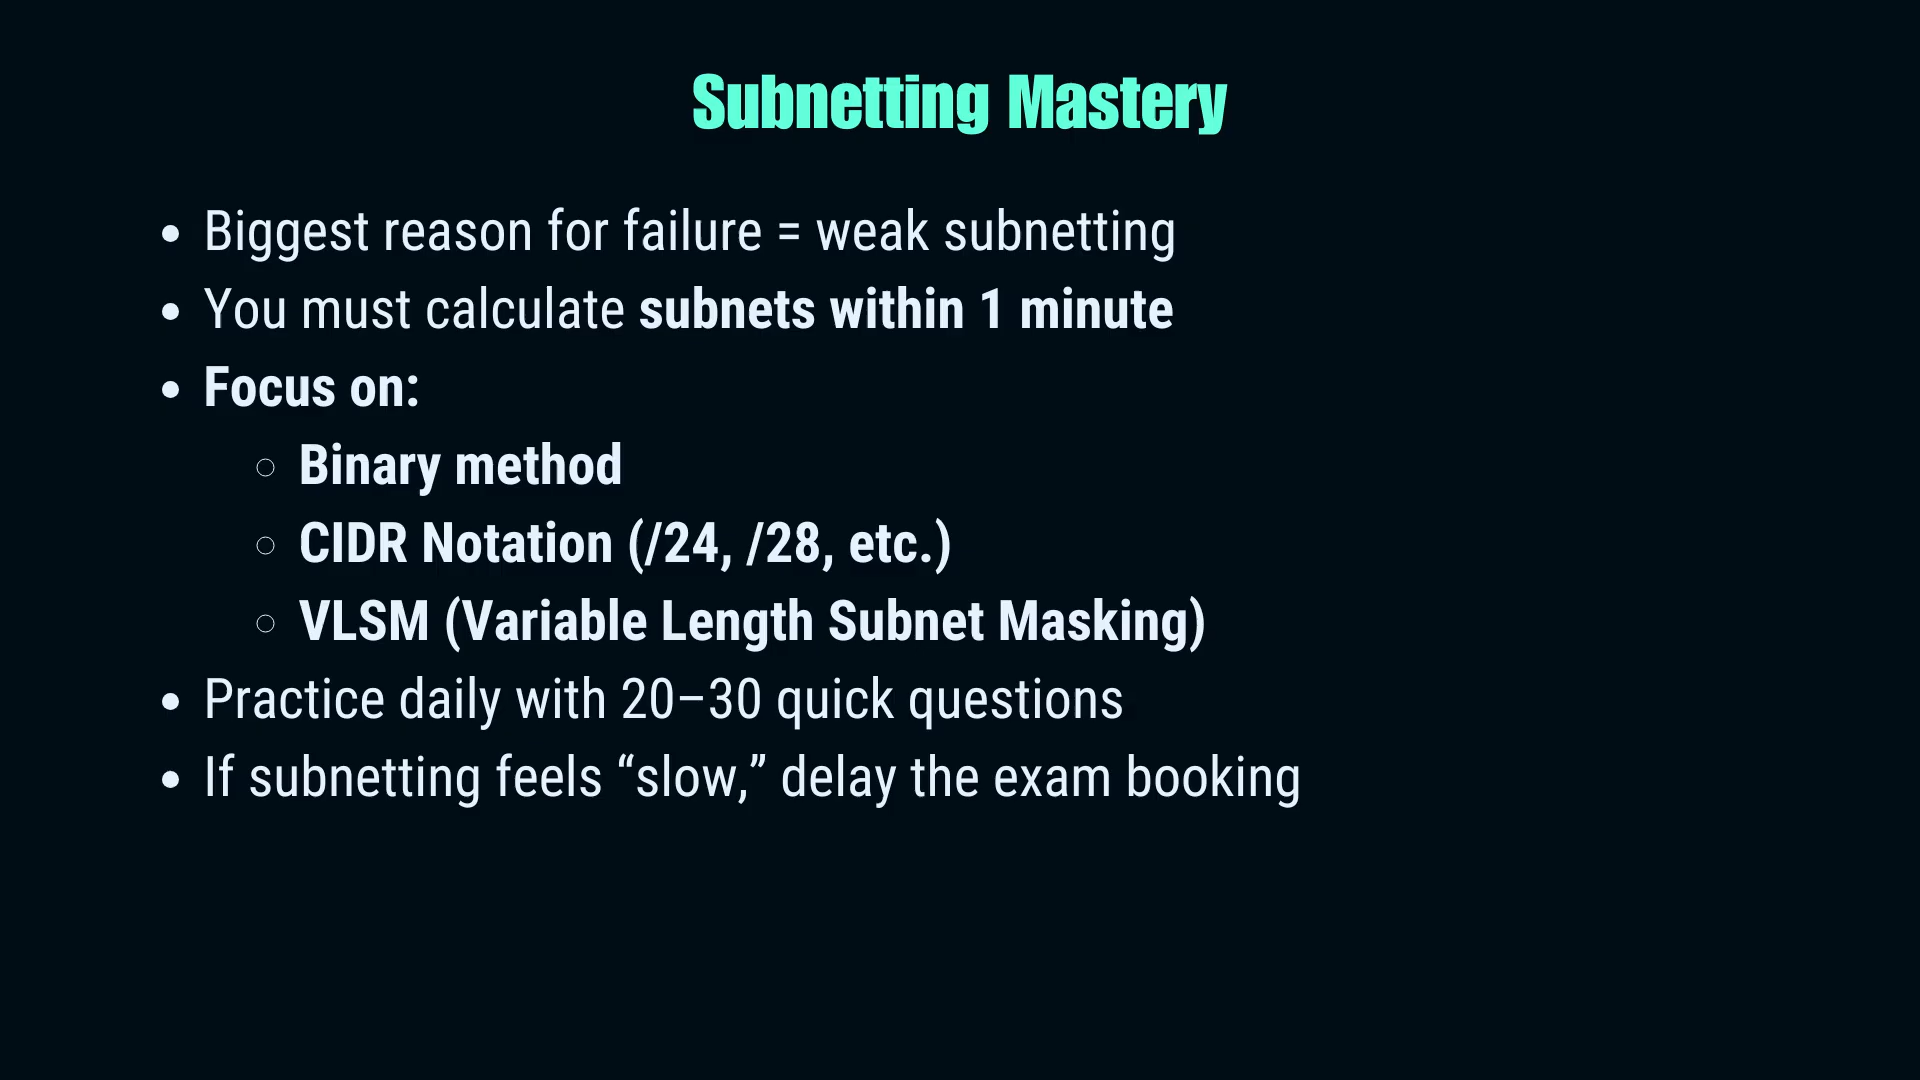 Subnetting Mastery
• Biggest reason for failure = weak subnetting
• You must calculate subnets within 1 minute
• Focus on:
○ Binary method
○ CIDR Notation (/24, /28, etc.)
○ VLSM (Variable Length Subnet Masking)
• Practice daily with 20–30 quick questions
• If subnetting feels “slow,” delay the exam booking